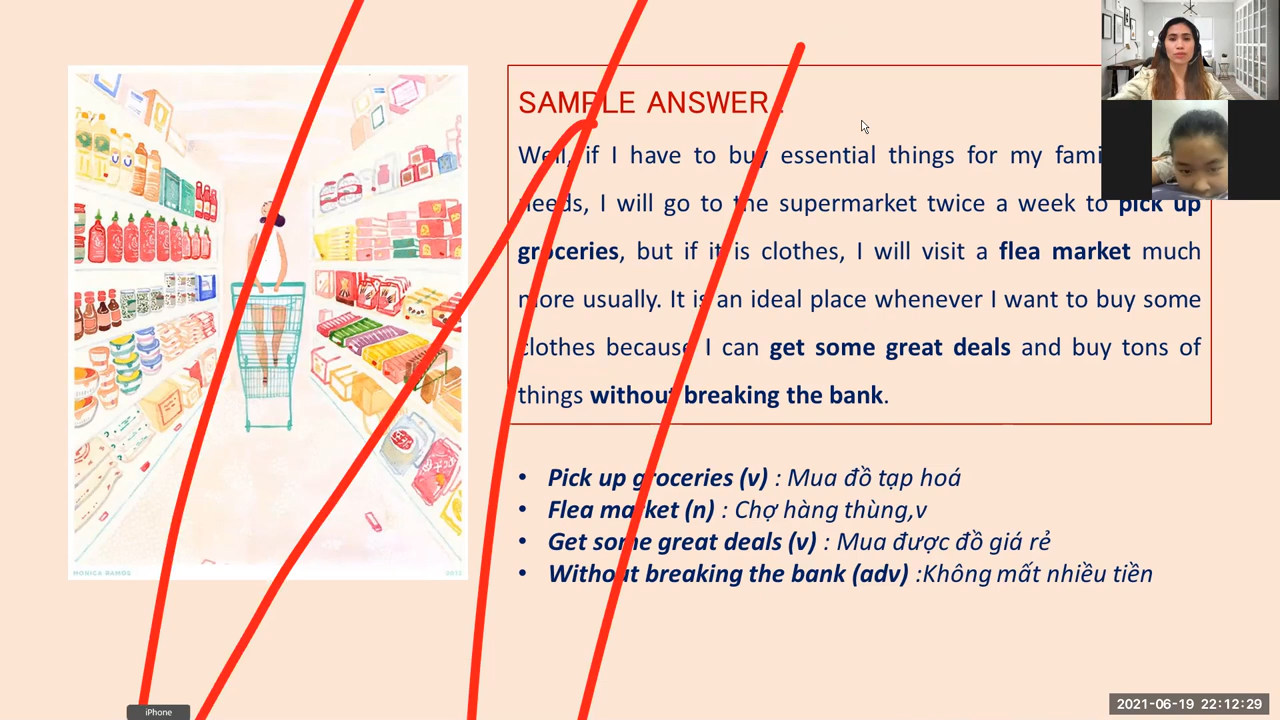 SAMPLE ANSWER.
Well, if I have to buy essential things for my
needs, I will go to the supermarket twice a week to pick up
groceries, but if it is clothes, I will visit a flea market much
more usually. It is an ideal place whenever I want to buy some
clothes because I can get some great deals and buy tons of
things without breaking the bank.
• Pick up groceries (v) : Mua đồ tạp hoá
• Flea market (n) : Chợ hàng thùng,v
• Get some great deals (v) : Mua được đồ giá rẻ
• Without breaking the bank (adv) :Không mất nhiều tiền
MONICA RAMOS
2012
iPhone
2021-06-19 22:12:29